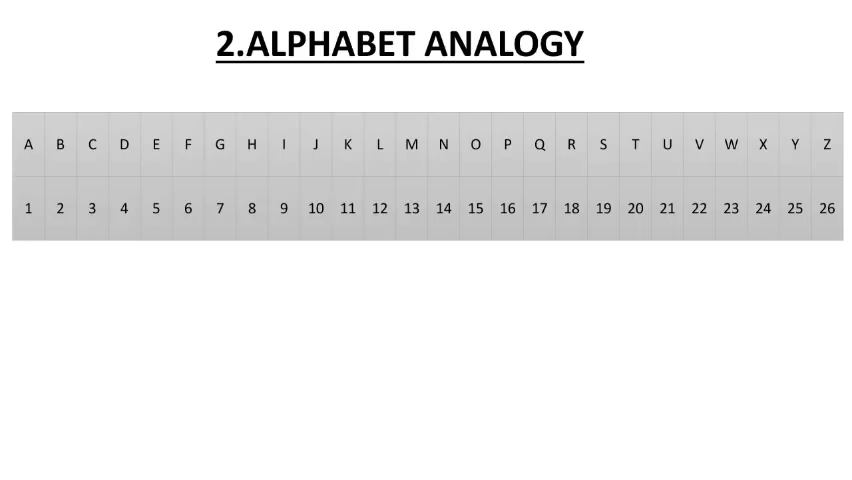 2.ALPHABET ANALOGY
A B C D E F G H I J K L M N O P Q R S T U V W X Y Z
1 2 3 4 5 6 7 8 9 10 11 12 13 14 15 16 17 18 19 20 21 22 23 24 25 26